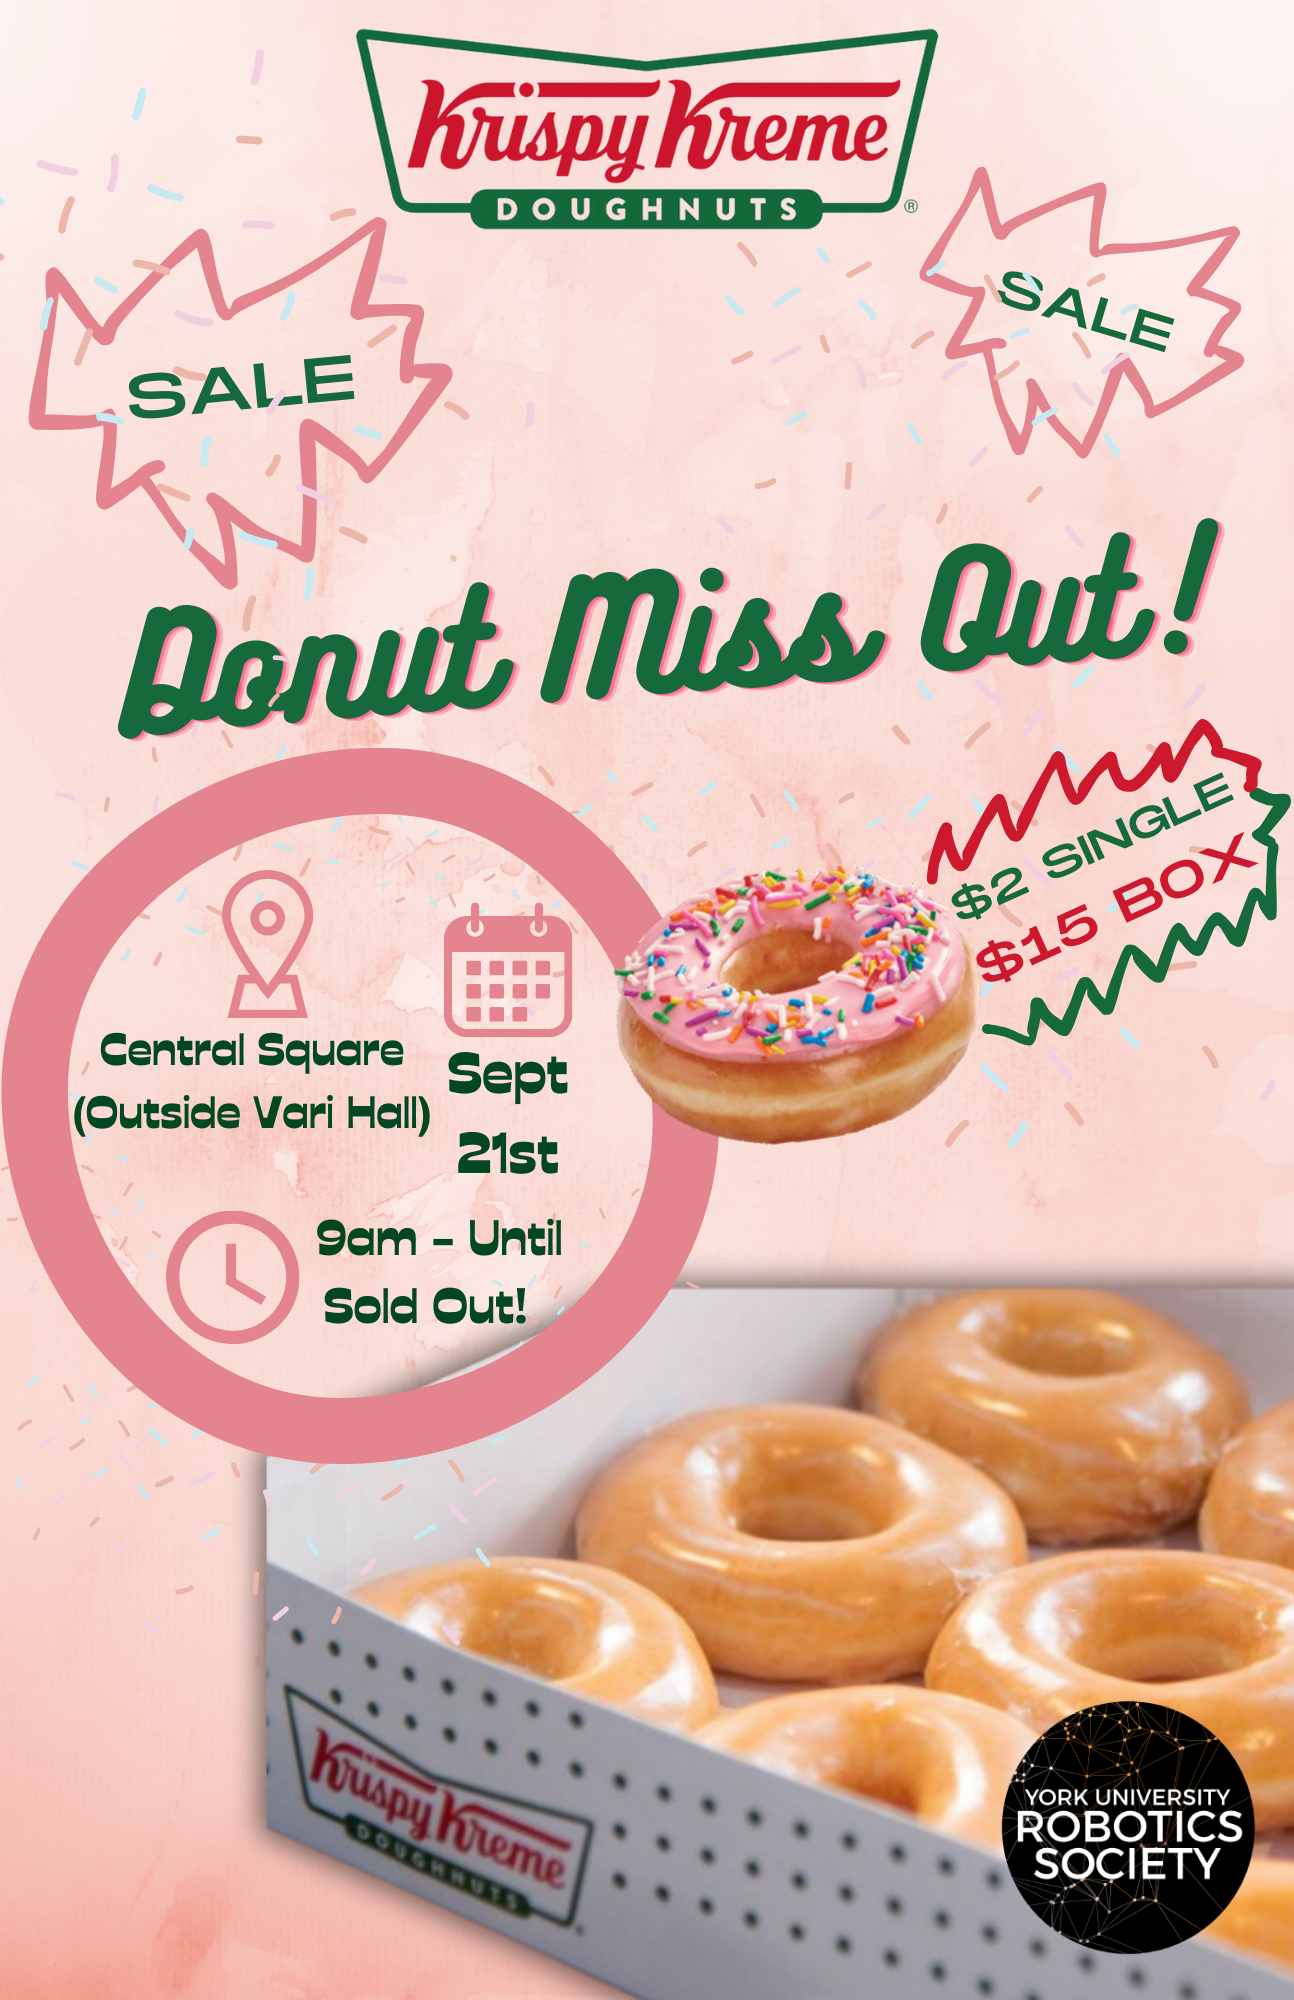 Krispy Kreme
DOUGHNUTS
®
SALE
SALE
Donut Miss Out!
$2 SINGLE
$15 BOX
Central Square
(Outside Vari Hall)
Sept
21st
9am - Until
Sold Out!
Krispy Kreme
DOUGHNUTS
YORK UNIVERSITY
ROBOTICS
SOCIETY